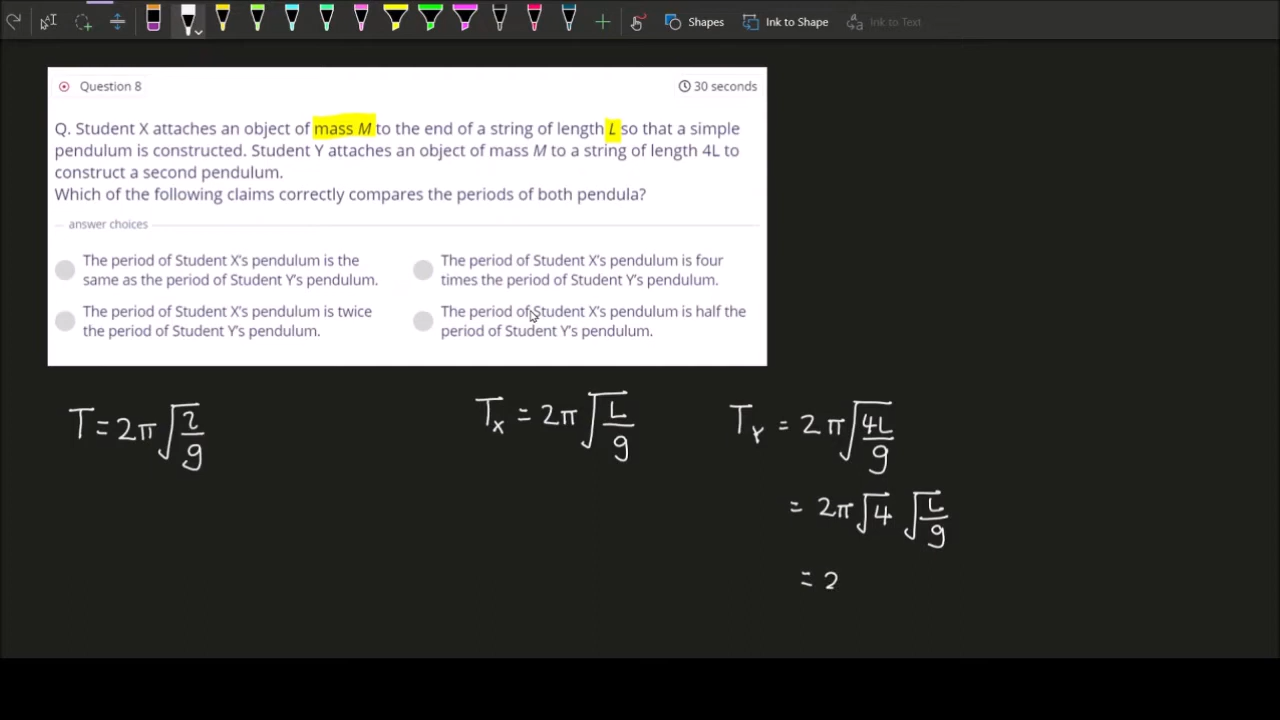 Shapes
Ink to Shape
Ink to Text
Question 8
30 seconds
Q. Student X attaches an object of mass M to the end of a string of length L so that a simple
pendulum is constructed. Student Y attaches an object of mass M to a string of length 4L to
construct a second pendulum.
Which of the following claims correctly compares the periods of both pendula?
answer choices
The period of Student X's pendulum is the
same as the period of Student Y's pendulum.
The period of Student X's pendulum is four
times the period of Student Y's pendulum.
The period of Student X's pendulum is twice
the period of Student Y's pendulum.
The period of Student X's pendulum is half the
period of Student Y's pendulum.
T = 2π√(l/g)
Tx = 2π√(L/g)
TY = 2π√(4L/g)
= 2π√4 √(L/g)
= 2